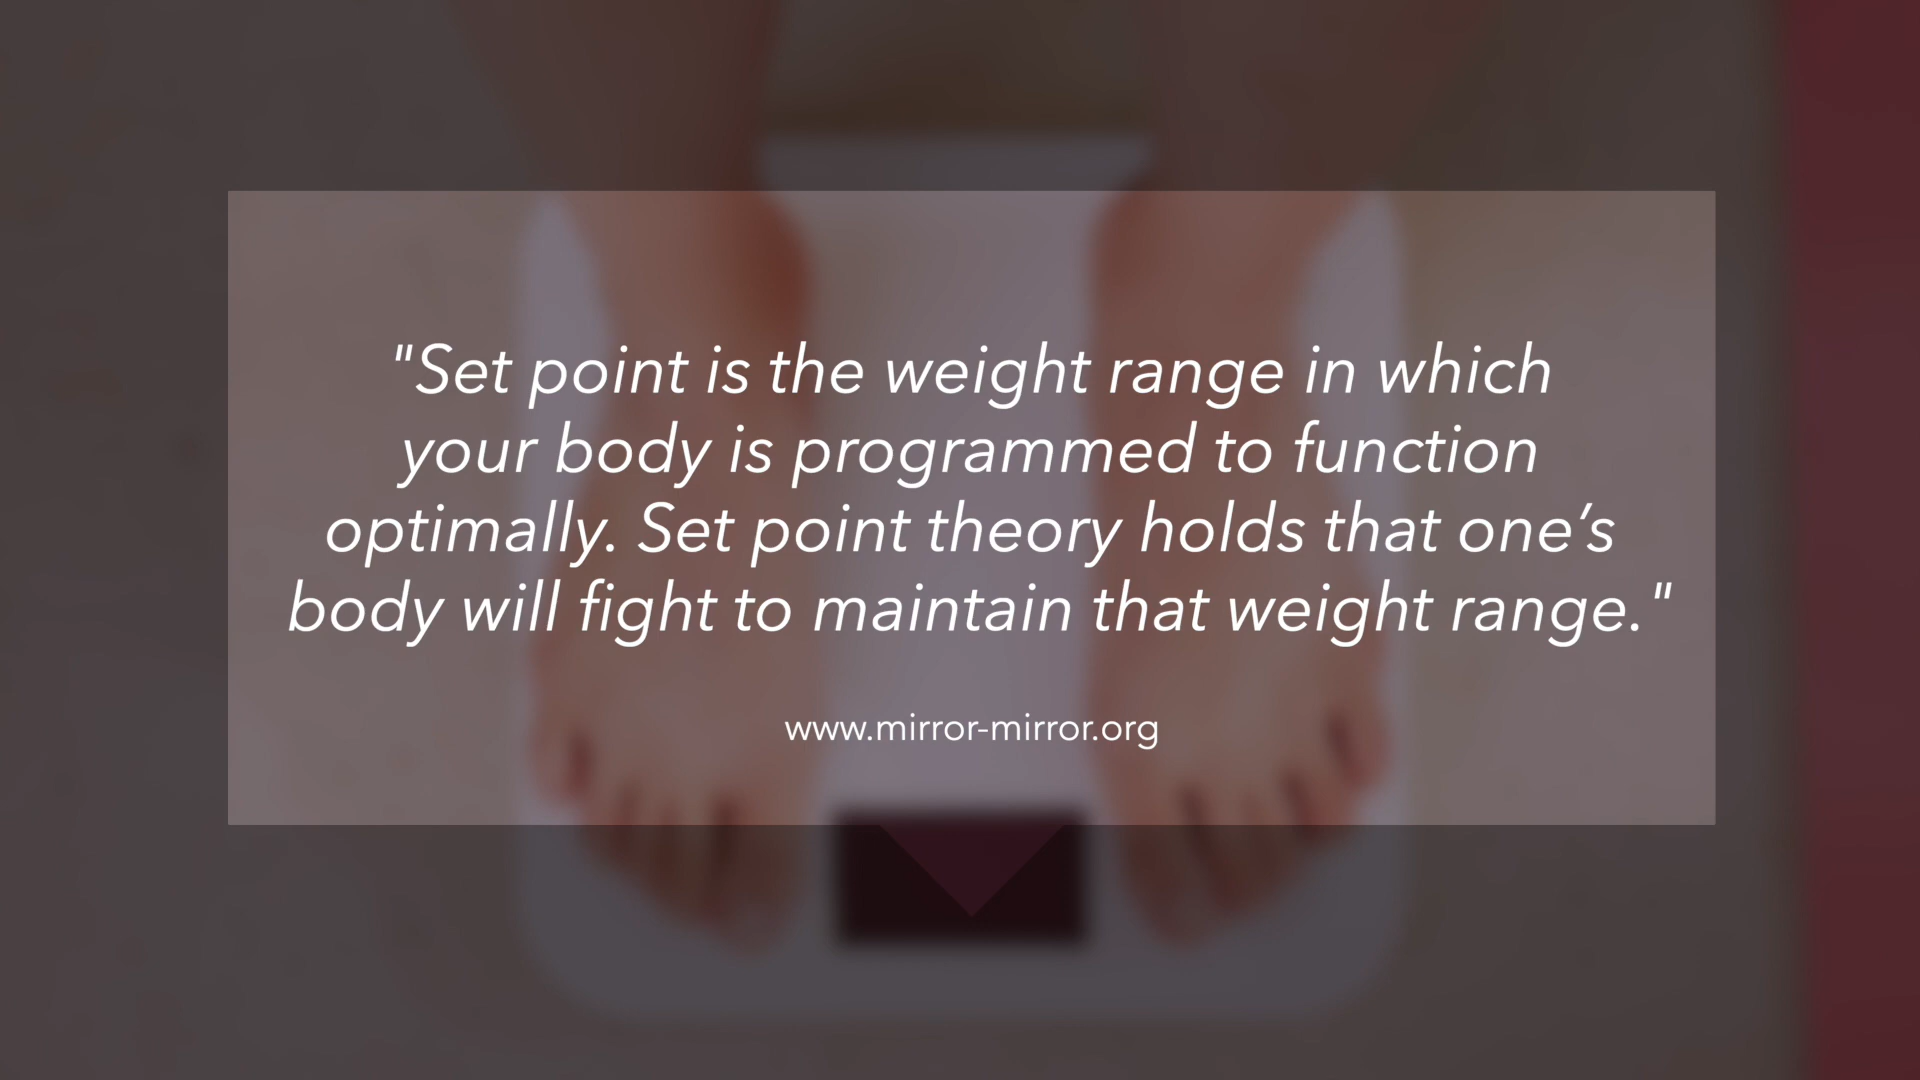 "Set point is the weight range in which
your body is programmed to function
optimally. Set point theory holds that one’s
body will fight to maintain that weight range."
www.mirror-mirror.org